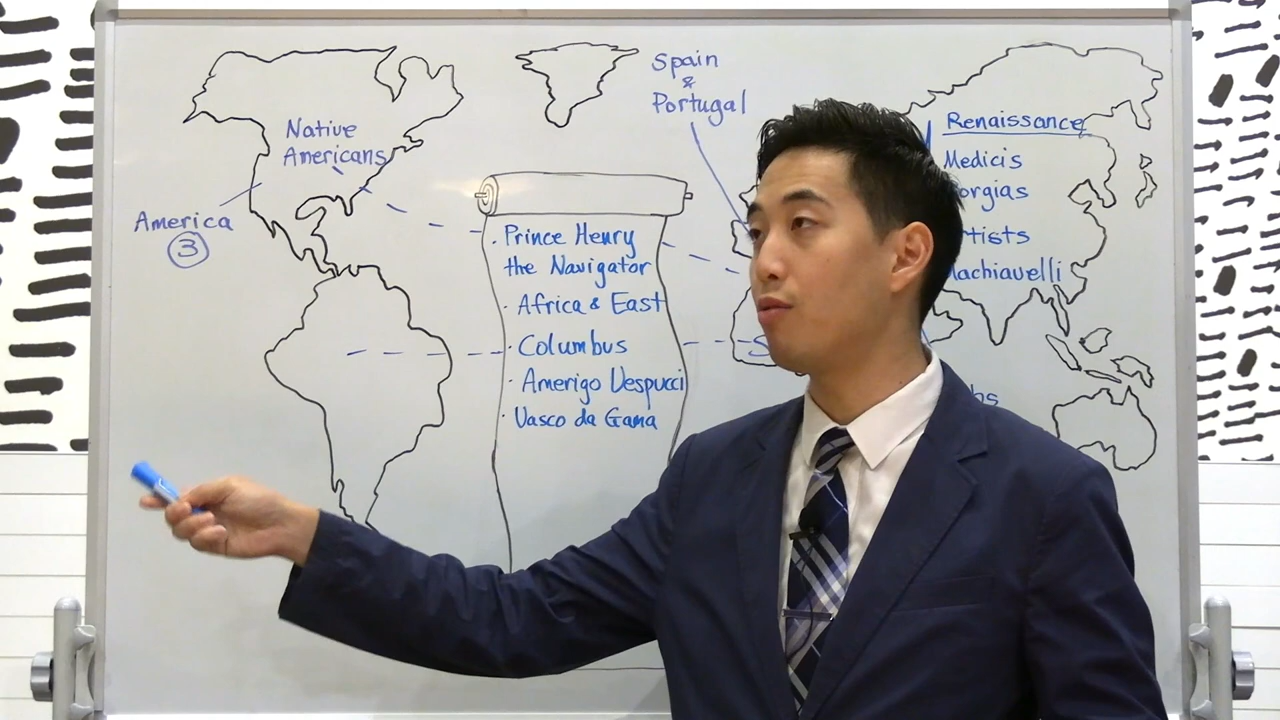 Spain
&
Portugal
Native
Americans
America
3
Prince Henry
the Navigator
Africa & East
Columbus
Amerigo Vespucci
Vasco da Gama
Renaissance
Medicis
Machiavelli